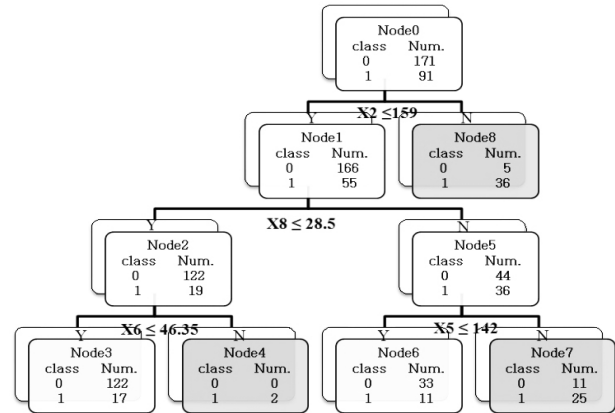 Node0
class Num.
0 171
1 91
X2 ≤159
Y N
Node1 Node8
class Num. class Num.
0 166 0 5
1 55 1 36
X8 ≤ 28.5
Y N
Node2 Node5
class Num. class Num.
0 122 0 44
1 19 1 36
X6 ≤ 46.35 X5 ≤ 142
Y N Y N
Node3 Node4 Node6 Node7
class Num. class Num. class Num. class Num.
0 122 0 0 0 33 0 11
1 17 1 2 1 11 1 25